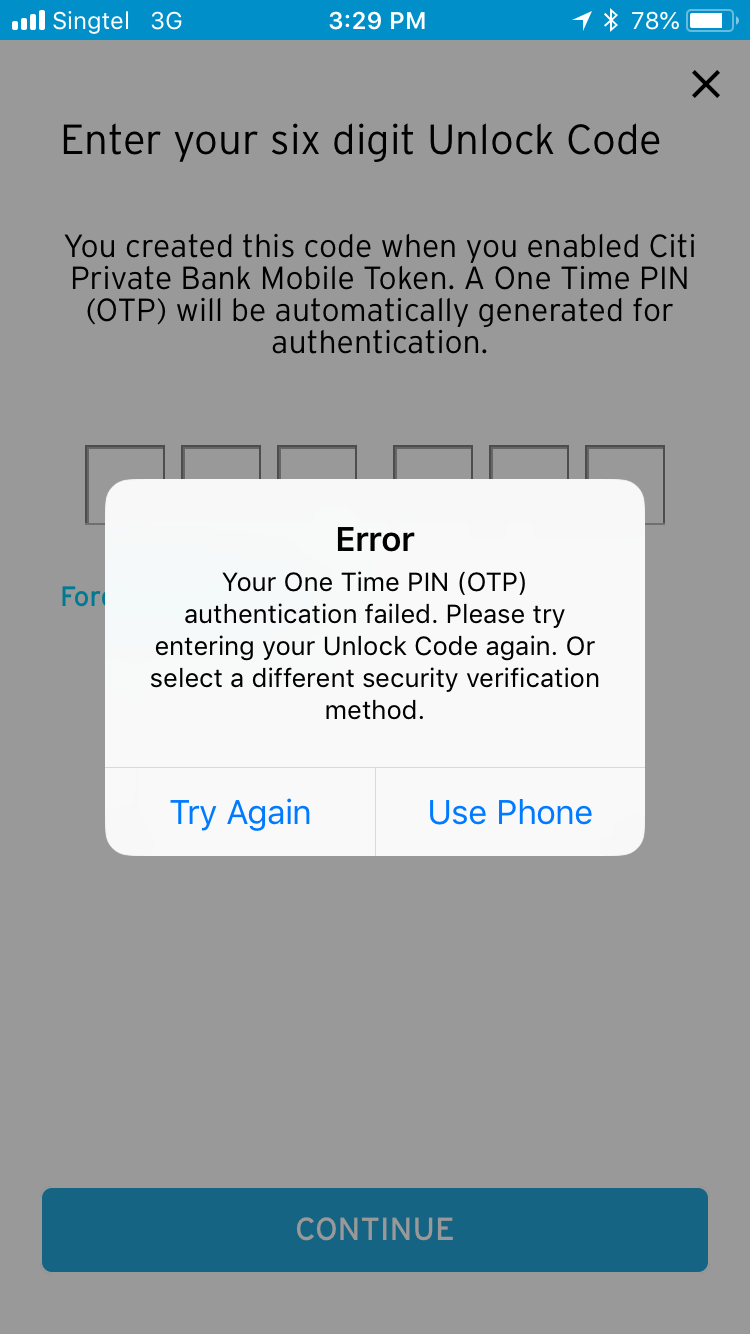 Singtel 3G 3:29 PM 78%
Enter your six digit Unlock Code
You created this code when you enabled Citi
Private Bank Mobile Token. A One Time PIN
(OTP) will be automatically generated for
authentication.
Error
Your One Time PIN (OTP)
authentication failed. Please try
entering your Unlock Code again. Or
select a different security verification
method.
Try Again Use Phone
CONTINUE